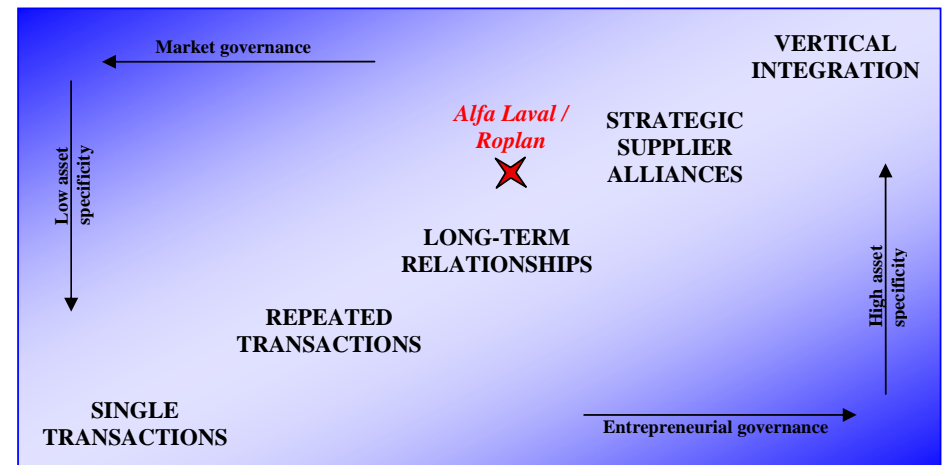 Market governance
VERTICAL
INTEGRATION
Alfa Laval /
Roplan
STRATEGIC
SUPPLIER
ALLIANCES
Low asset
specificity
LONG-TERM
RELATIONSHIPS
High asset
specificity
REPEATED
TRANSACTIONS
SINGLE
TRANSACTIONS
Entrepreneurial governance